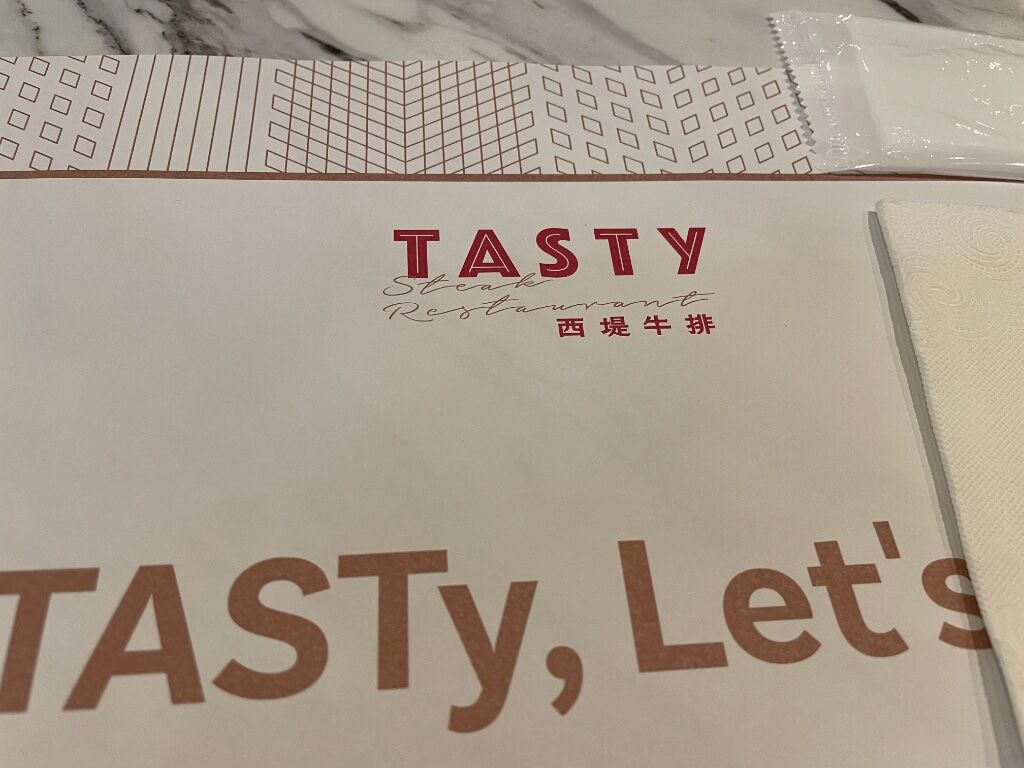 TASTY
Steak
Restaurant
西堤牛排
TASTy, Let's